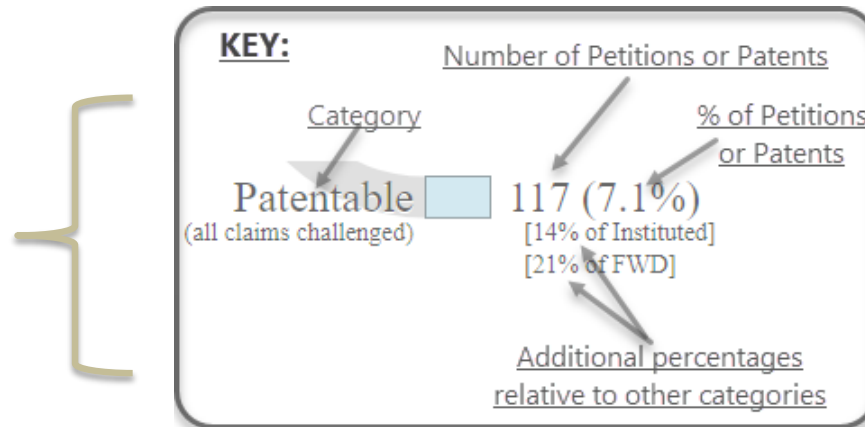 KEY:
Number of Petitions or Patents
Category
% of Petitions
or Patents
Patentable 117 (7.1%)
(all claims challenged) [14% of Instituted]
[21% of FWD]
Additional percentages
relative to other categories